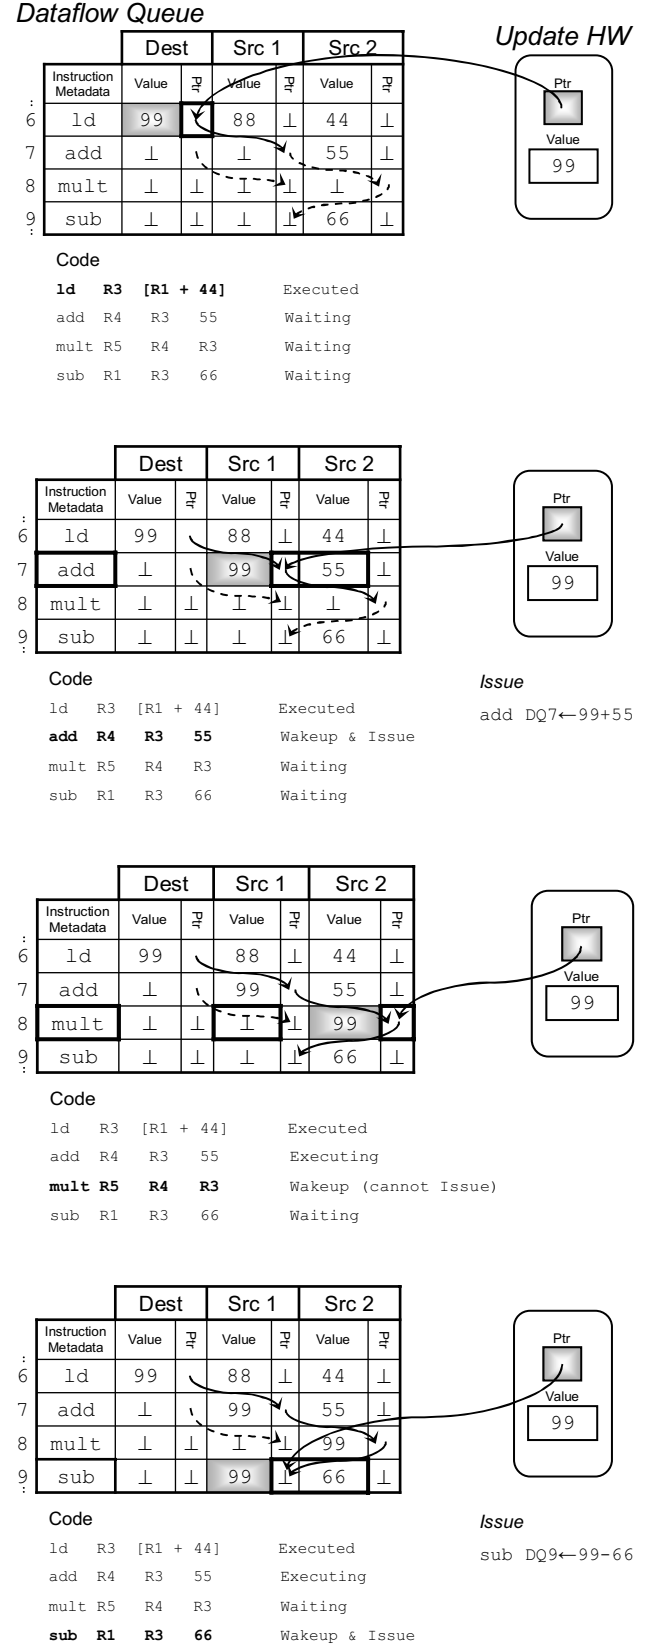 Dataflow Queue
Update HW
Dest Src 1 Src 2
Instruction Metadata Value Ptr Value Ptr Value Ptr
Ptr
Value
99
:
6 ld 99 88 ⊥ 44 ⊥
7 add ⊥ ⊥ 55 ⊥
8 mult ⊥ ⊥ ⊥ ⊥ ⊥
9 sub ⊥ ⊥ ⊥ ⊥ 66 ⊥
:
Code
ld R3 [R1 + 44] Executed
add R4 R3 55 Waiting
mult R5 R4 R3 Waiting
sub R1 R3 66 Waiting
Dest Src 1 Src 2
Instruction Metadata Value Ptr Value Ptr Value Ptr
Ptr
Value
99
:
6 ld 99 88 ⊥ 44 ⊥
7 add ⊥ 99 55 ⊥
8 mult ⊥ ⊥ ⊥ ⊥ ⊥
9 sub ⊥ ⊥ ⊥ ⊥ 66 ⊥
:
Code
ld R3 [R1 + 44] Executed
add R4 R3 55 Wakeup & Issue
mult R5 R4 R3 Waiting
sub R1 R3 66 Waiting
Issue
add DQ7←99+55
Dest Src 1 Src 2
Instruction Metadata Value Ptr Value Ptr Value Ptr
Ptr
Value
99
:
6 ld 99 88 ⊥ 44 ⊥
7 add ⊥ 99 55 ⊥
8 mult ⊥ ⊥ ⊥ ⊥ 99
9 sub ⊥ ⊥ ⊥ ⊥ 66 ⊥
:
Code
ld R3 [R1 + 44] Executed
add R4 R3 55 Executing
mult R5 R4 R3 Wakeup (cannot Issue)
sub R1 R3 66 Waiting
Dest Src 1 Src 2
Instruction Metadata Value Ptr Value Ptr Value Ptr
Ptr
Value
99
:
6 ld 99 88 ⊥ 44 ⊥
7 add ⊥ 99 55 ⊥
8 mult ⊥ ⊥ ⊥ ⊥ 99
9 sub ⊥ ⊥ 99 ⊥ 66 ⊥
:
Code
ld R3 [R1 + 44] Executed
add R4 R3 55 Executing
mult R5 R4 R3 Waiting
sub R1 R3 66 Wakeup & Issue
Issue
sub DQ9←99-66